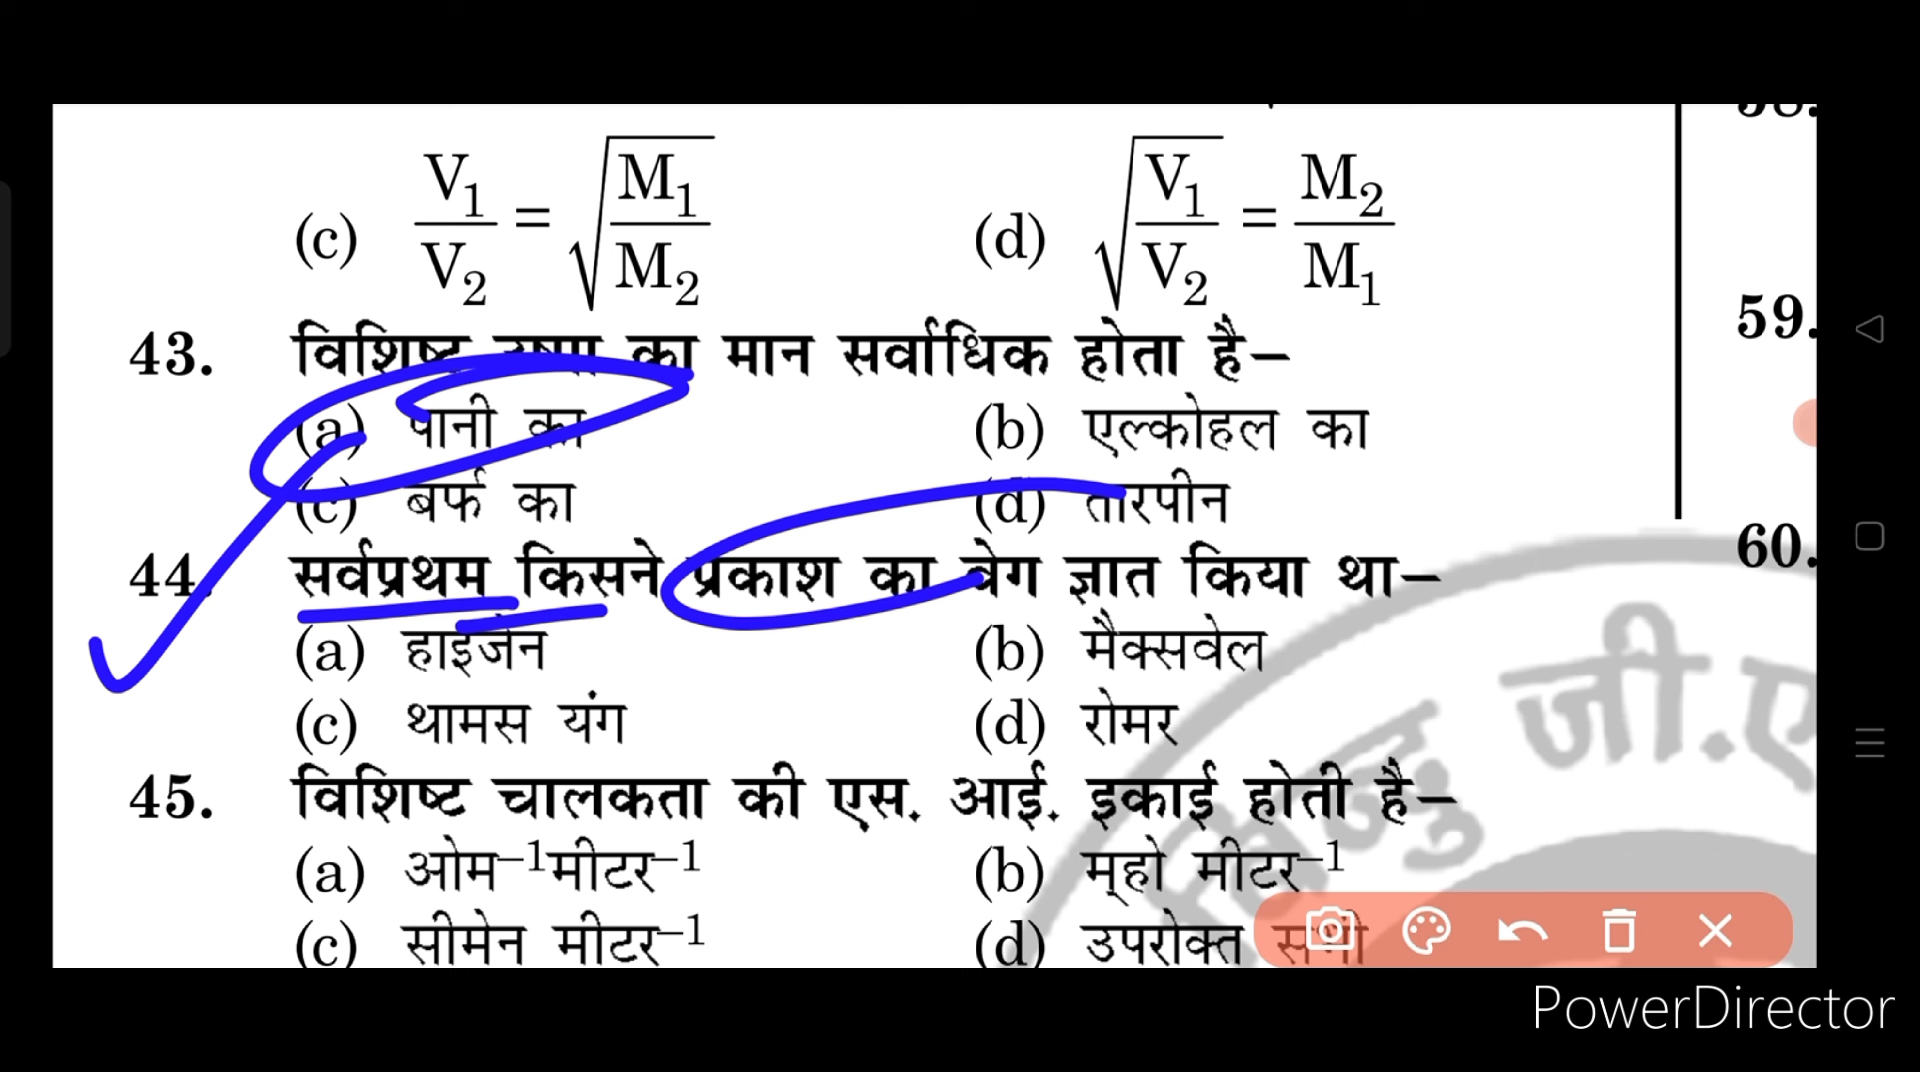 58.
(c) V₁/V₂ = √(M₁/M₂) (d) √(V₁/V₂) = M₂/M₁
43. विशिष्ट उष्मा का मान सर्वाधिक होता है–
(a) पानी का (b) एल्कोहल का
(c) बर्फ का (d) तारपीन
44. सर्वप्रथम किसने प्रकाश का वेग ज्ञात किया था–
(a) हाइजेन (b) मैक्सवेल
(c) थामस यंग (d) रोमर
45. विशिष्ट चालकता की एस. आई. इकाई होती है–
(a) ओम⁻¹मीटर⁻¹ (b) म्हो मीटर⁻¹
(c) सीमेन मीटर⁻¹ (d) उपरोक्त सभी
59.
60.
जी.ए
PowerDirector